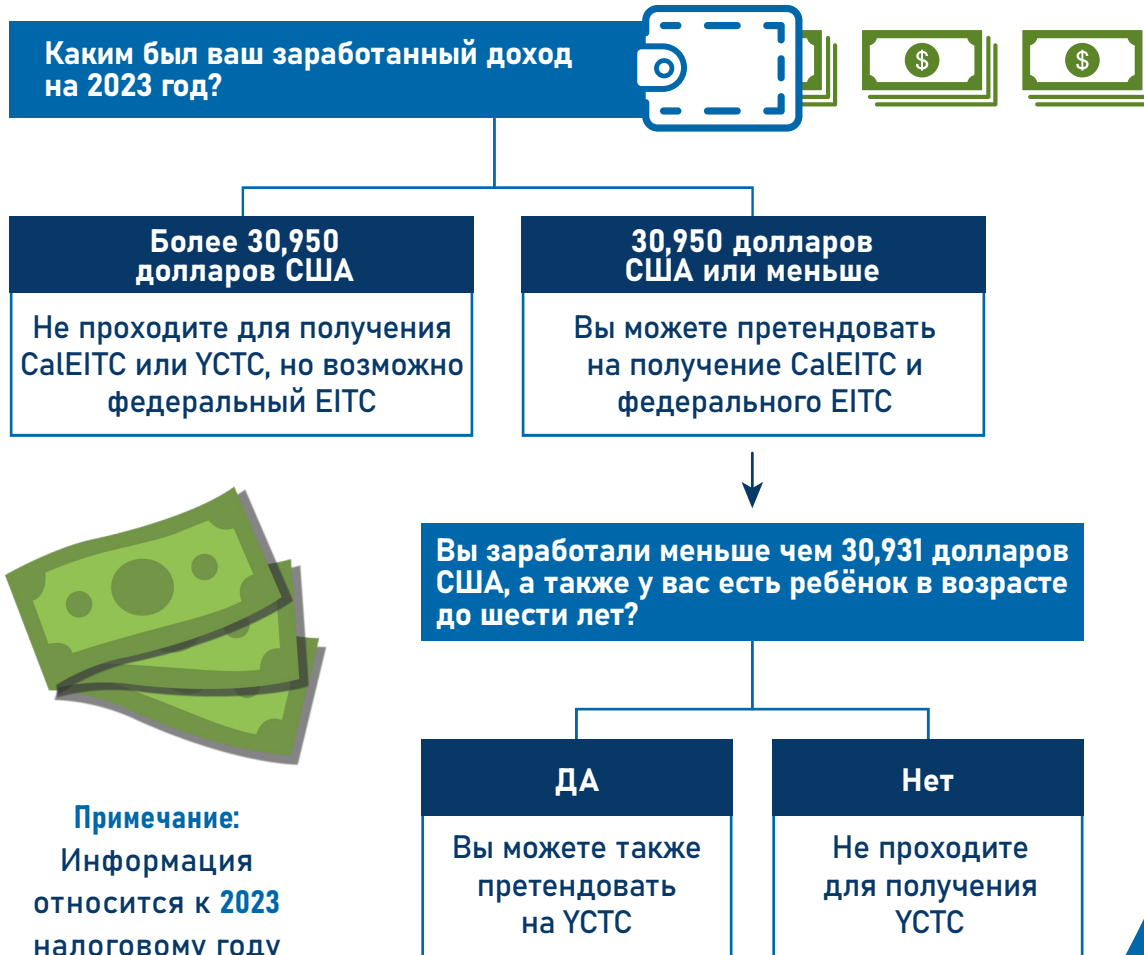 Каким был ваш заработанный доход
на 2023 год?
$
$
Более 30,950
долларов США
Не проходите для получения
CalEITC или YCTC, но возможно
федеральный EITC
30,950 долларов
США или меньше
Вы можете претендовать
на получение CalEITC и
федерального EITC
Вы заработали меньше чем 30,931 долларов
США, а также у вас есть ребёнок в возрасте
до шести лет?
ДА
Вы можете также
претендовать
на YCTC
Нет
Не проходите
для получения
YCTC
Примечание:
Информация
относится к 2023
налоговому году